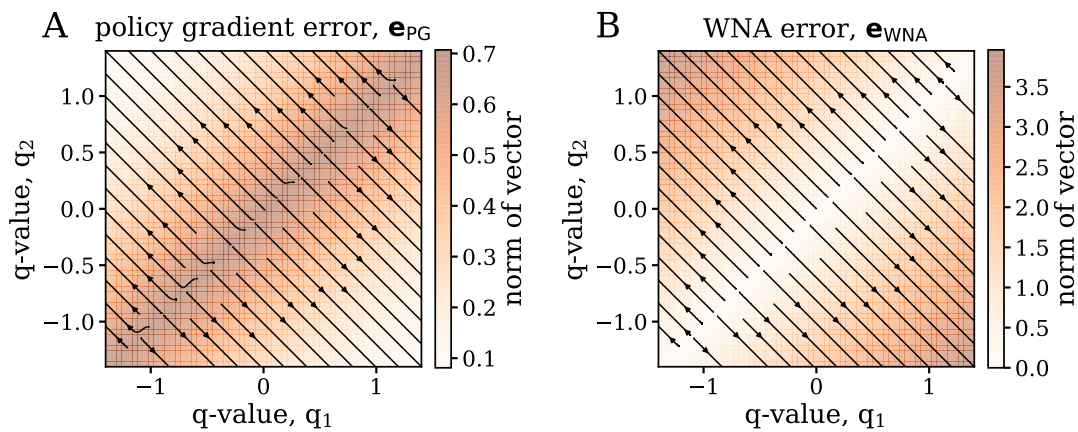 A policy gradient error, e_PG
1.0
0.5
0.0
−0.5
−1.0
q-value, q₂
−1 0 1
q-value, q₁
0.7
0.6
0.5
0.4
0.3
0.2
0.1
norm of vector
B WNA error, e_WNA
1.0
0.5
0.0
−0.5
−1.0
q-value, q₂
−1 0 1
q-value, q₁
3.5
3.0
2.5
2.0
1.5
1.0
0.5
0.0
norm of vector